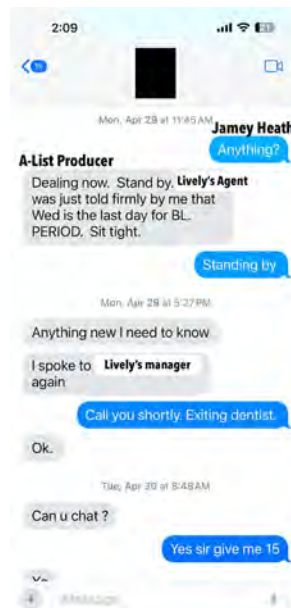 2:09
Mon, Apr 29 at 11:45 AM
Jamey Heath
Anything?
A-List Producer
Dealing now. Stand by. Lively's Agent
was just told firmly by me that
Wed is the last day for BL.
PERIOD. Sit tight.
Standing by
Mon, Apr 29 at 5:27 PM
Anything new I need to know
I spoke to Lively's manager
again
Call you shortly. Exiting dentist.
Ok.
Tue, Apr 30 at 8:48 AM
Can u chat ?
Yes sir give me 15